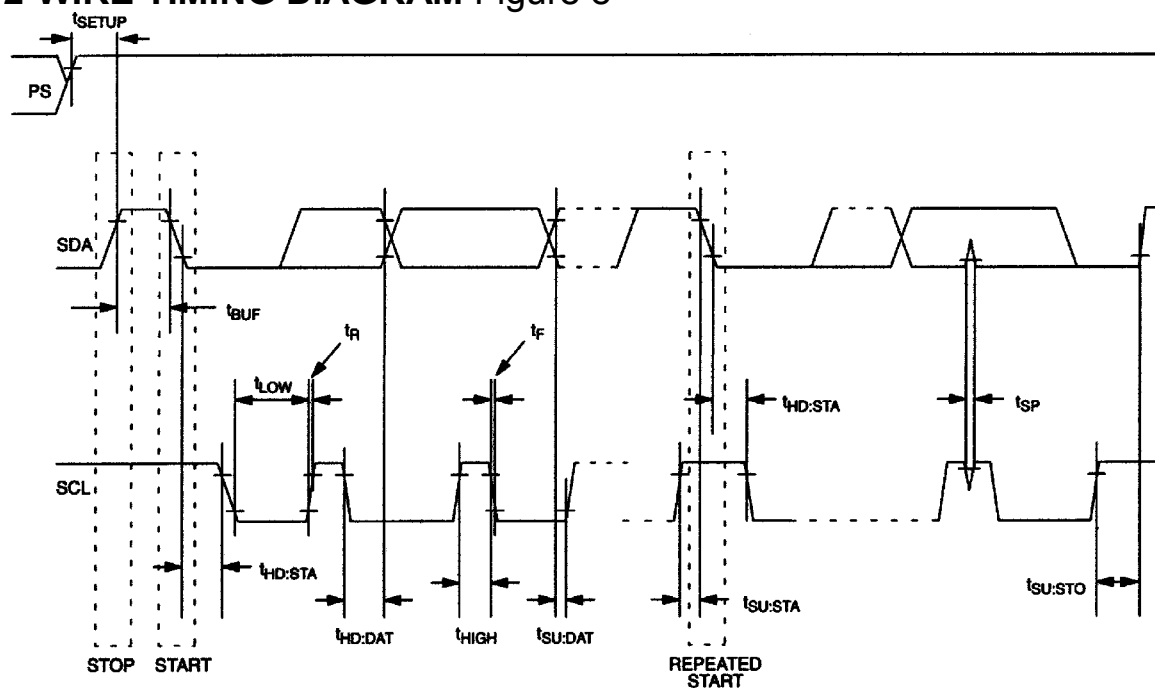 2-WIRE TIMING DIAGRAM Figure
tSETUP
PS
SDA
tBUF
tR
tF
tLOW
tHD:STA
tSP
SCL
tHD:STA
tHD:DAT
tHIGH
tSU:DAT
tSU:STA
tSU:STO
STOP
START
REPEATED
START